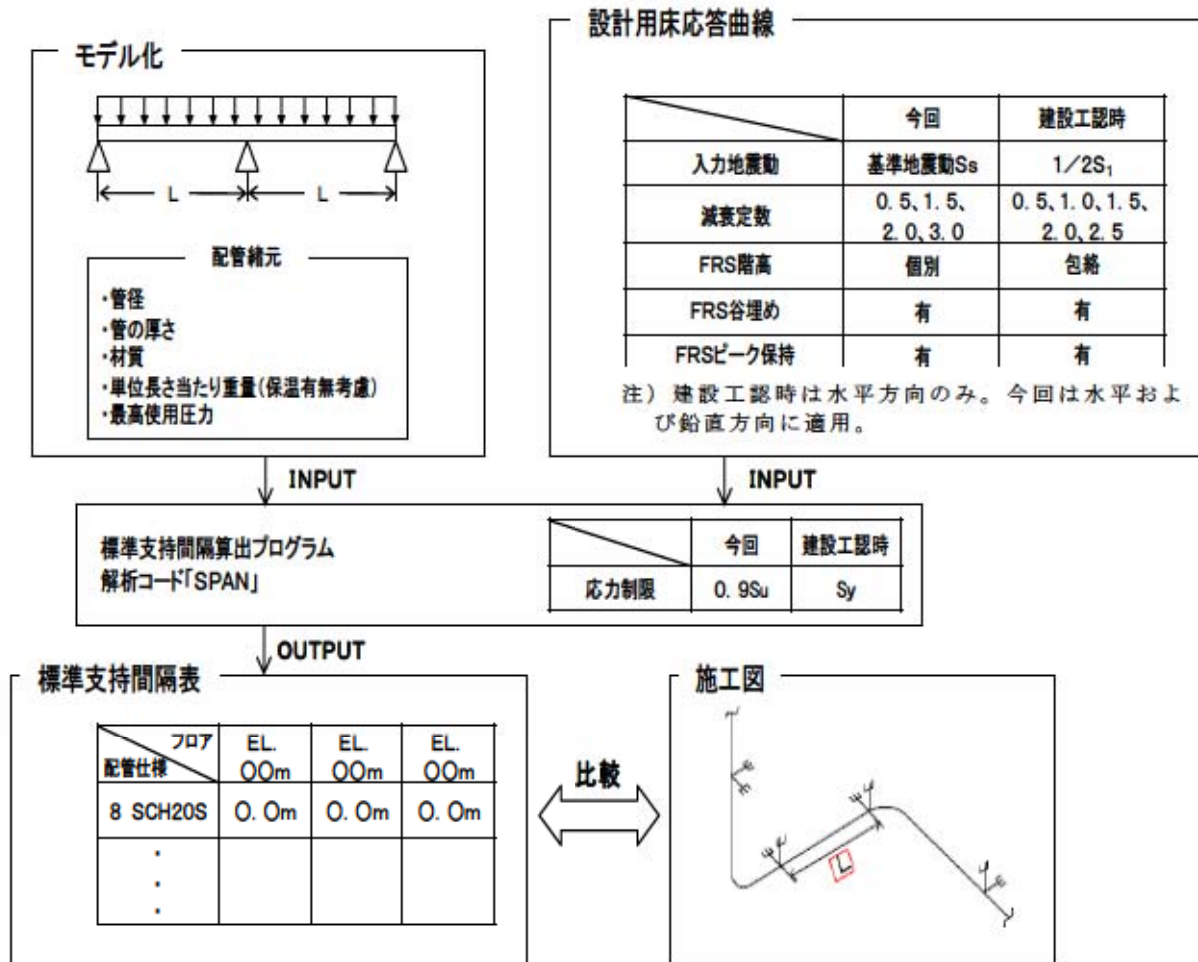 モデル化
L
L
配管緒元
・管径
・管の厚さ
・材質
・単位長さ当たり重量(保温有無考慮)
・最高使用圧力
設計用床応答曲線
今回
建設工認時
入力地震動
基準地震動Ss
1/2S₁
減衰定数
0.5、1.5、
2.0、3.0
0.5、1.0、1.5、
2.0、2.5
FRS階高
個別
包絡
FRS谷埋め
有
有
FRSピーク保持
有
有
注) 建設工認時は水平方向のみ。今回は水平およ
び鉛直方向に適用。
INPUT
INPUT
標準支持間隔算出プログラム
解析コード「SPAN」
今回
建設工認時
応力制限
0.9Su
Sy
OUTPUT
標準支持間隔表
フロア
配管仕様
EL.
〇〇m
EL.
〇〇m
EL.
〇〇m
8 SCH20S
〇.〇m
〇.〇m
〇.〇m
・
・
・
比較
施工図
L